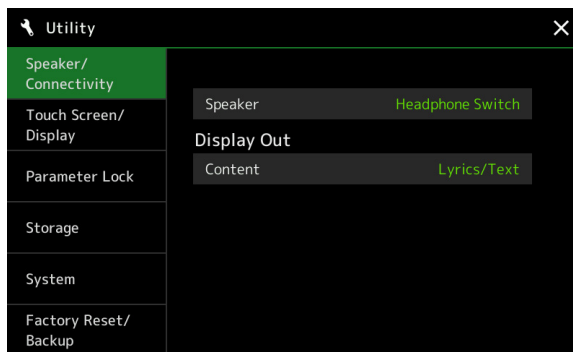 Utility
Speaker/
Connectivity
Touch Screen/
Display
Parameter Lock
Storage
System
Factory Reset/
Backup
Speaker Headphone Switch
Display Out
Content Lyrics/Text